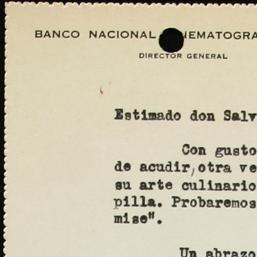 BANCO NACIONAL
DIRECTOR GENERAL
Estimado don Salv
Con gusto
de acudir, otra ve
su arte culinario
pilla. Probaremos
mise".
Un abrazo